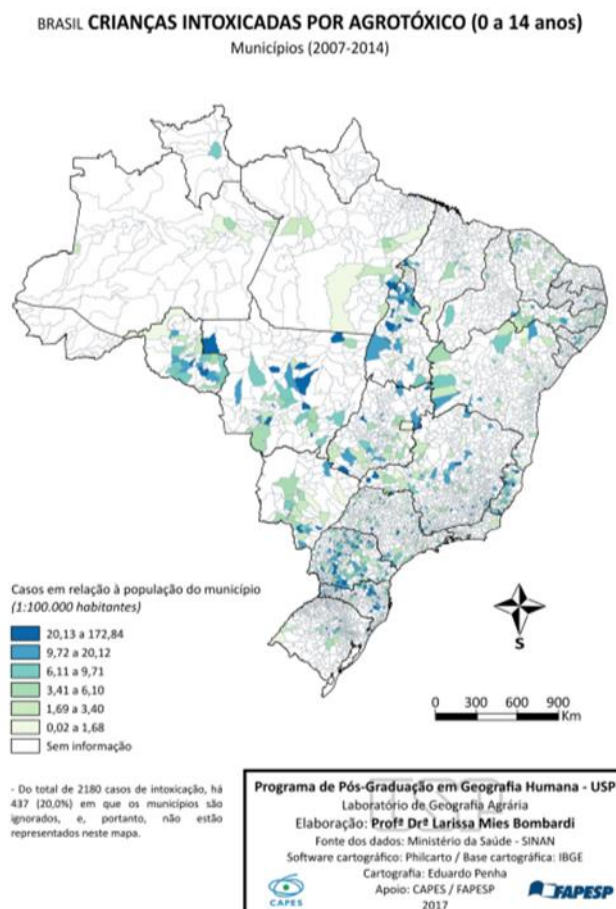 BRASIL CRIANÇAS INTOXICADAS POR AGROTÓXICO (0 a 14 anos)
Municípios (2007-2014)
Casos em relação à população do município
(1:100.000 habitantes)
20,13 a 172,84
9,72 a 20,12
6,11 a 9,71
3,41 a 6,10
1,69 a 3,40
0,02 a 1,68
Sem informação
S
0 300 600 900
Km
- Do total de 2180 casos de intoxicação, há
437 (20,0%) em que os municípios são
ignorados, e, portanto, não estão
representados neste mapa.
Programa de Pós-Graduação em Geografia Humana - USP
Laboratório de Geografia Agrária
Elaboração: Profª Drª Larissa Mies Bombardi
Fonte dos dados: Ministério da Saúde - SINAN
Software cartográfico: Philcarto / Base cartográfica: IBGE
Cartografia: Eduardo Penha
Apoio: CAPES / FAPESP
2017
CAPES
FAPESP